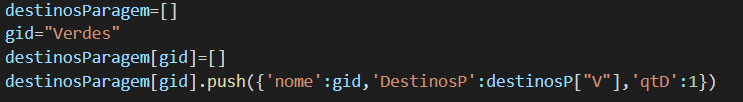 destinosParagem=[]
gid="Verdes"
destinosParagem[gid]=[]
destinosParagem[gid].push({'nome':gid,'DestinosP':destinosP["V"],'qtD':1})